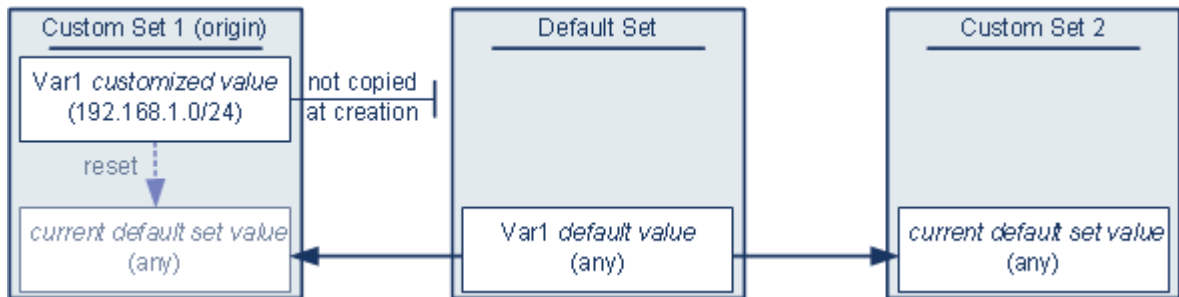 Custom Set 1 (origin)
Var1 customized value
(192.168.1.0/24)
not copied
at creation
reset
current default set value
(any)
Default Set
Var1 default value
(any)
Custom Set 2
current default set value
(any)